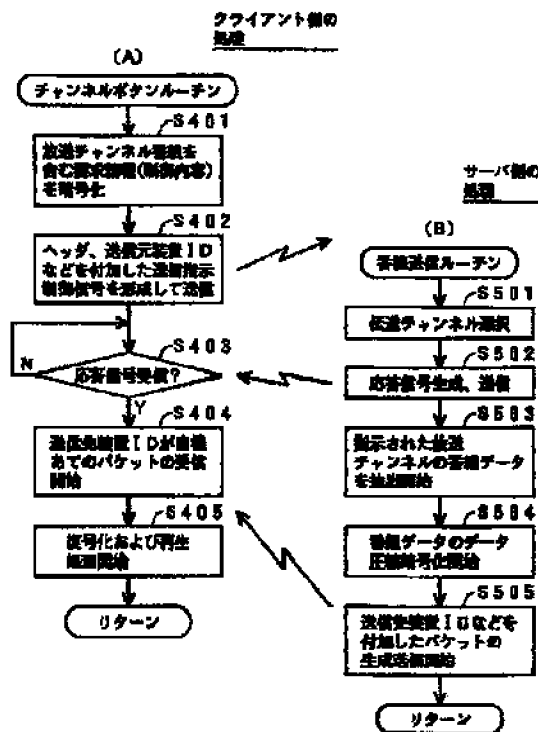 クライアント側の
処理
(A)
チャンネルボタンルーチン
S401
放送チャンネル番号を
含む要求情報(制御内容)
を暗号化
S402
ヘッダ、送信元装置ID
などを付加した送信指示
制御信号を形成して送信
S403
応答信号受信?
N
Y
S404
送信先装置IDが自機
あてのパケットの受信
開始
S405
復号化および再生
処理開始
リターン
サーバ側の
処理
(B)
番組送信ルーチン
S501
伝送チャンネル選択
S502
応答信号生成、送信
S503
指示された放送
チャンネルの番組データ
を抽出開始
S504
番組データのデータ
圧縮暗号化開始
S505
送信先装置IDなどを
付加したパケットの
生成送信開始
リターン